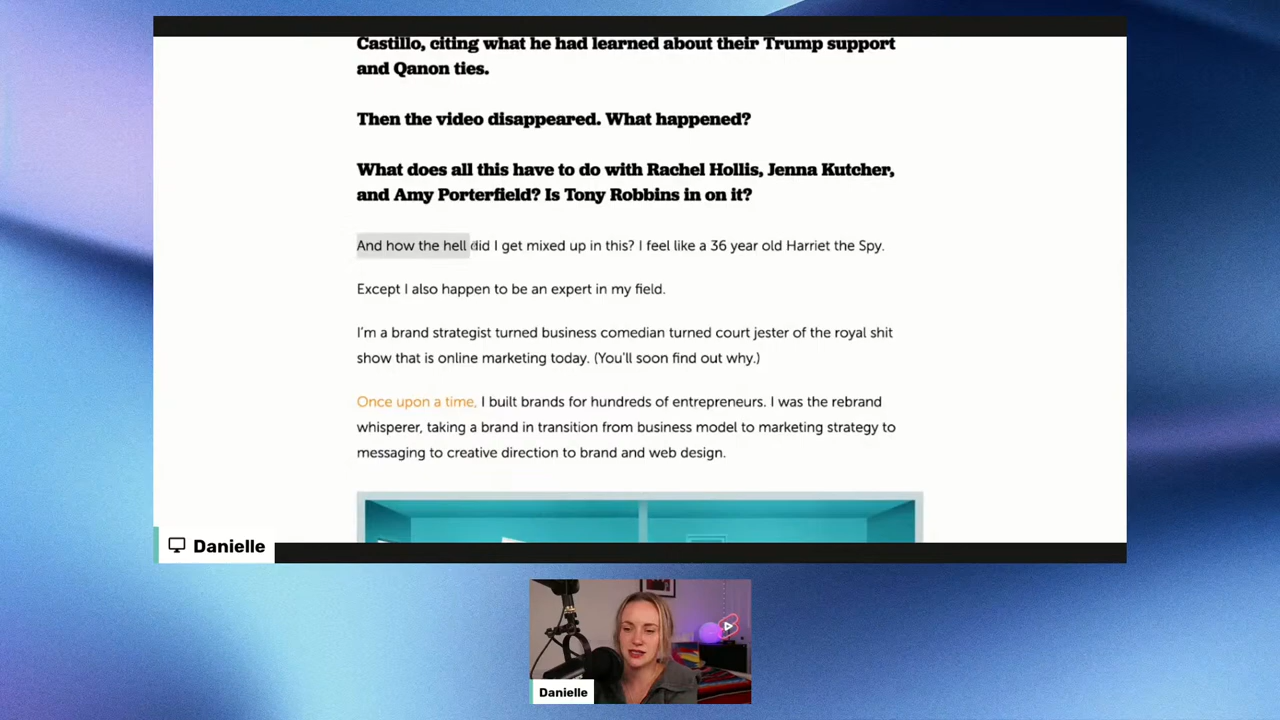 Castillo, citing what he had learned about their Trump support
and Qanon ties.
Then the video disappeared. What happened?
What does all this have to do with Rachel Hollis, Jenna Kutcher,
and Amy Porterfield? Is Tony Robbins in on it?
And how the hell did I get mixed up in this? I feel like a 36 year old Harriet the Spy.
Except I also happen to be an expert in my field.
I'm a brand strategist turned business comedian turned court jester of the royal shit
show that is online marketing today. (You'll soon find out why.)
Once upon a time, I built brands for hundreds of entrepreneurs. I was the rebrand
whisperer, taking a brand in transition from business model to marketing strategy to
messaging to creative direction to brand and web design.
Danielle
Danielle